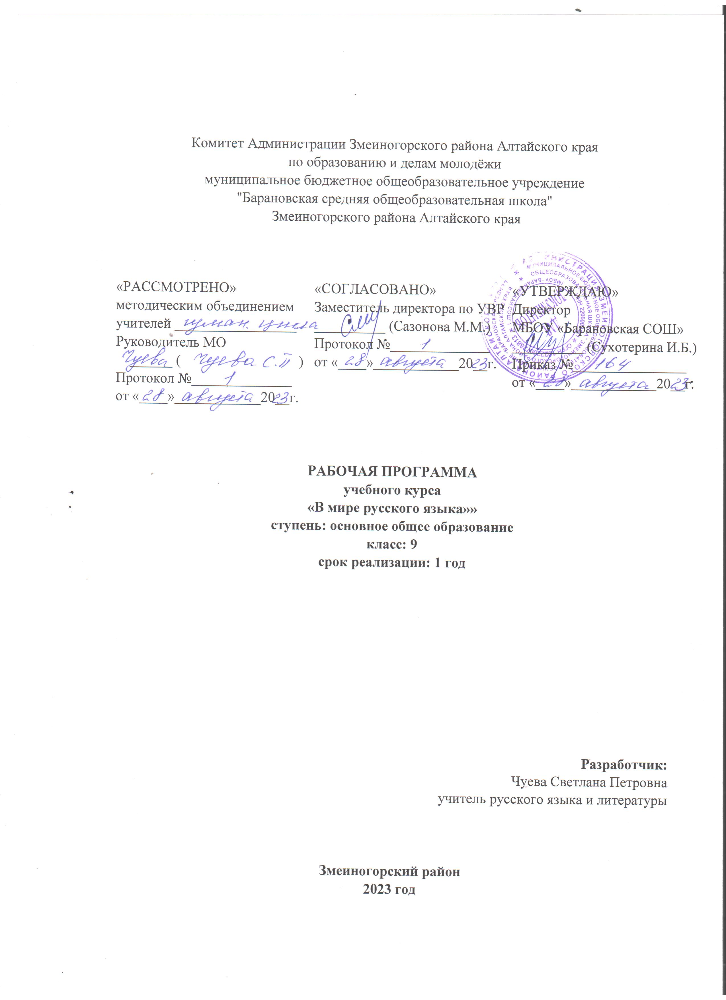 Комитет Администрации Змеиногорского района Алтайского края
по образованию и делам молодёжи
муниципальное бюджетное общеобразовательное учреждение
"Барановская средняя общеобразовательная школа"
Змеиногорского района Алтайского края
«РАССМОТРЕНО»
методическим объединением
учителей гуман. цикла
Руководитель МО
Чуева ( Чуева С.П )
Протокол № 1
от «28» августа 2023г.
«СОГЛАСОВАНО»
Заместитель директора по УВР
(Сазонова М.М.)
Протокол № 1
от «28» августа 2023г.
«УТВЕРЖДАЮ»
Директор
МБОУ «Барановская СОШ»
(Сухотерина И.Б.)
Приказ № 164
от «28» августа 2023г.
РАБОЧАЯ ПРОГРАММА
учебного курса
«В мире русского языка»»
ступень: основное общее образование
класс: 9
срок реализации: 1 год
Разработчик:
Чуева Светлана Петровна
учитель русского языка и литературы
Змеиногорский район
2023 год